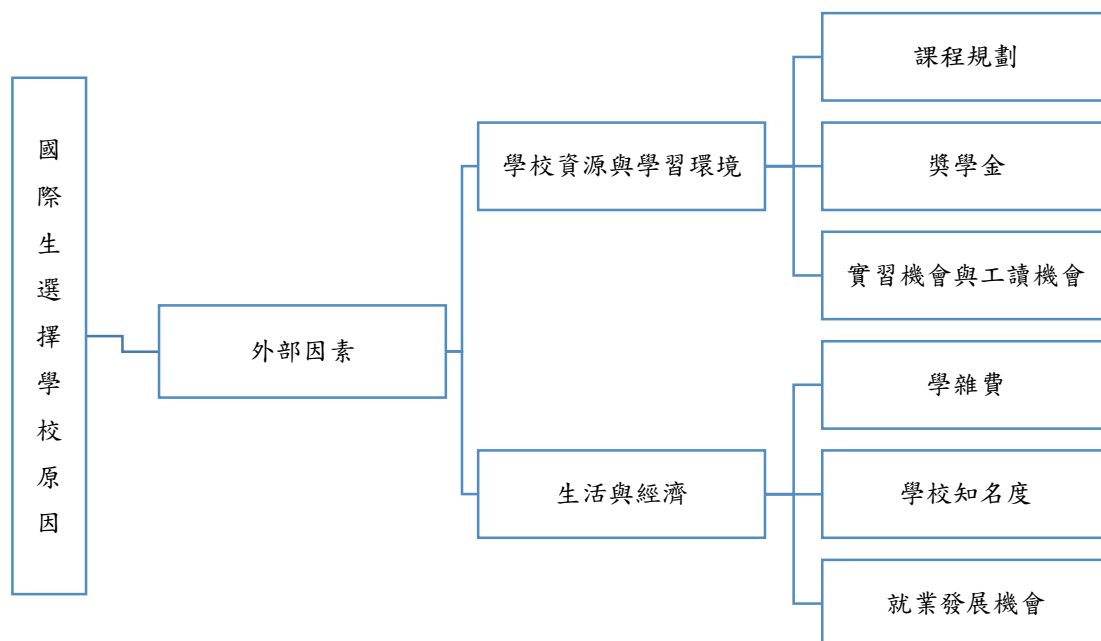 國際生選擇學校原因
外部因素
學校資源與學習環境
課程規劃
獎學金
實習機會與工讀機會
生活與經濟
學雜費
學校知名度
就業發展機會